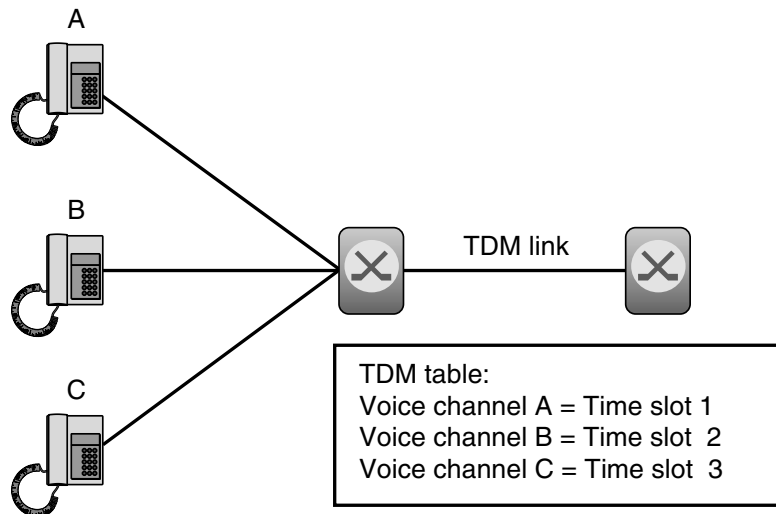 A
B
C
TDM link
TDM table:
Voice channel A = Time slot 1
Voice channel B = Time slot 2
Voice channel C = Time slot 3